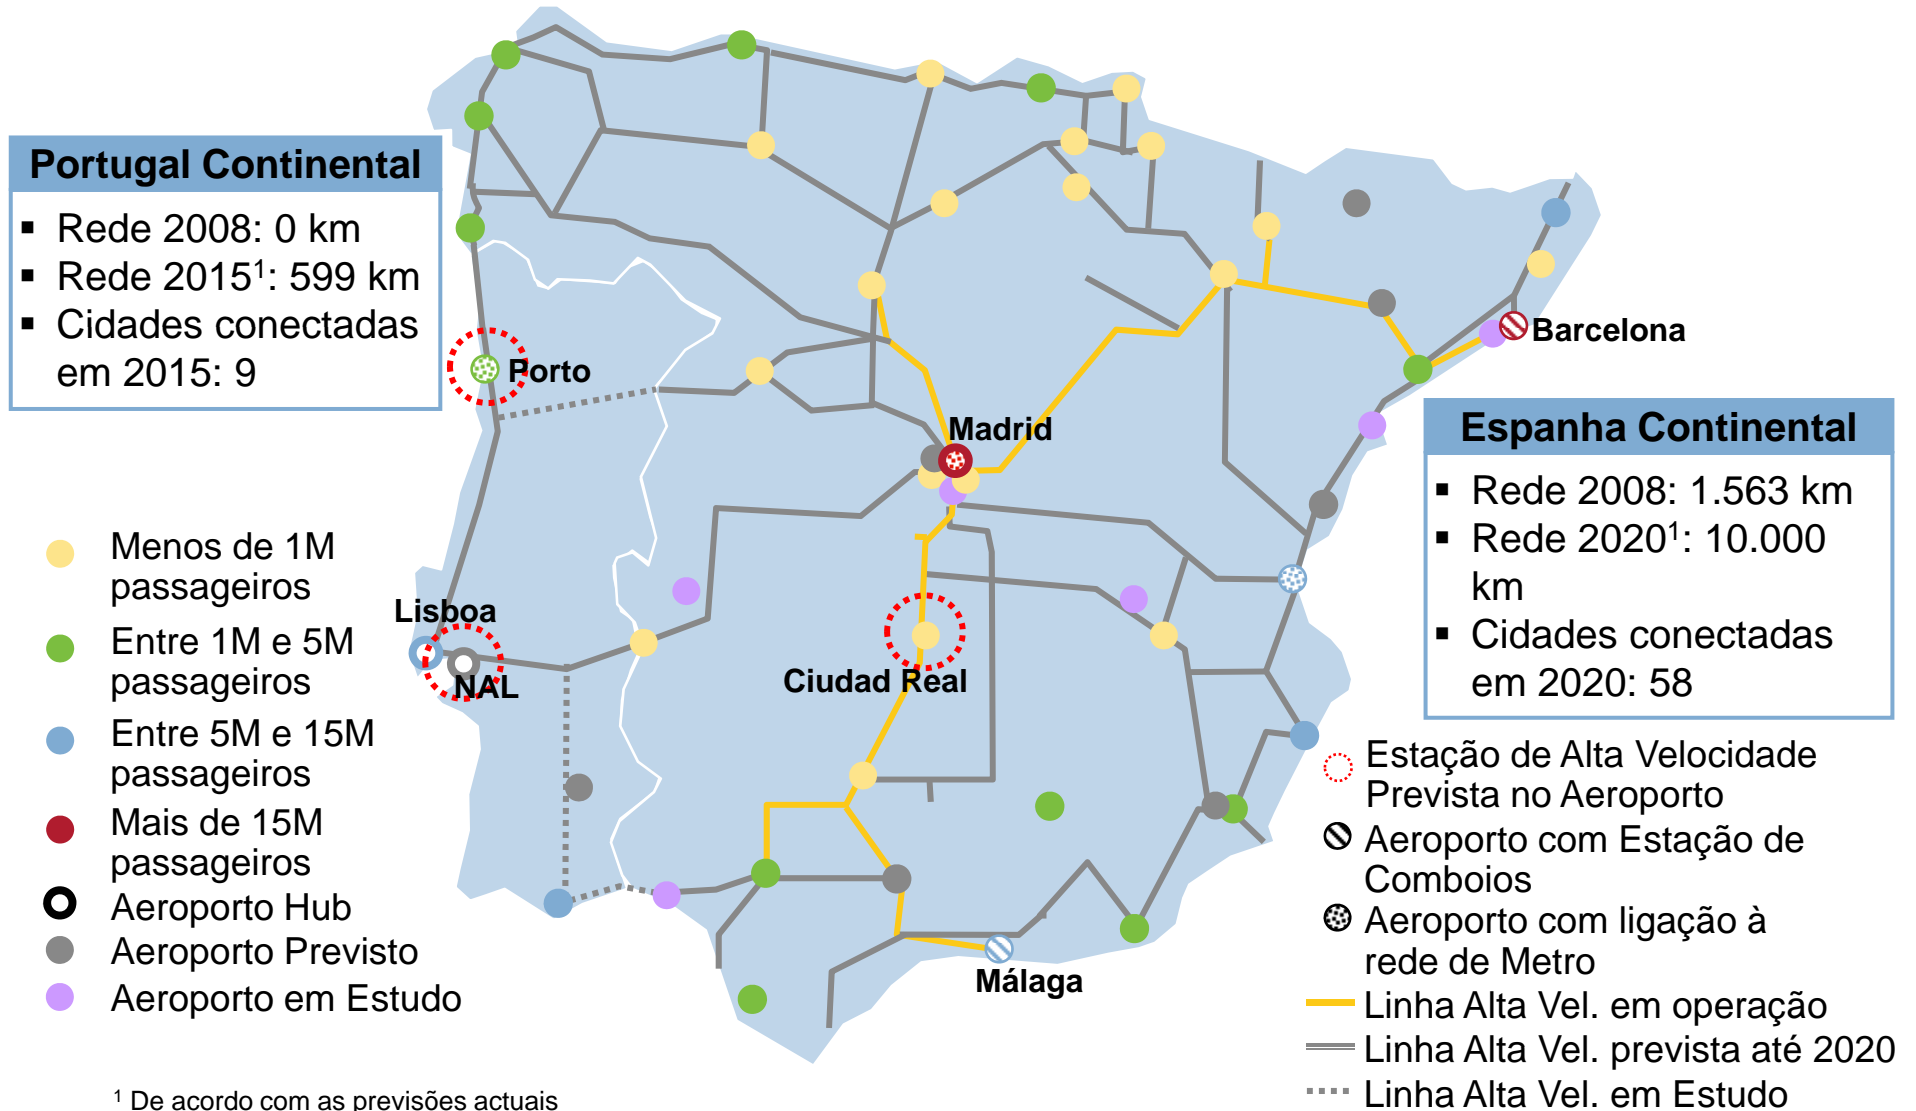 Portugal Continental
▪ Rede 2008: 0 km
▪ Rede 2015¹: 599 km
▪ Cidades conectadas
em 2015: 9
Porto
Madrid
Barcelona
Espanha Continental
▪ Rede 2008: 1.563 km
▪ Rede 2020¹: 10.000
km
▪ Cidades conectadas
em 2020: 58
Lisboa
NAL
Ciudad Real
Málaga
Menos de 1M
passageiros
Entre 1M e 5M
passageiros
Entre 5M e 15M
passageiros
Mais de 15M
passageiros
Aeroporto Hub
Aeroporto Previsto
Aeroporto em Estudo
Estação de Alta Velocidade
Prevista no Aeroporto
Aeroporto com Estação de
Comboios
Aeroporto com ligação à
rede de Metro
Linha Alta Vel. em operação
Linha Alta Vel. prevista até 2020
Linha Alta Vel. em Estudo
¹ De acordo com as previsões actuais